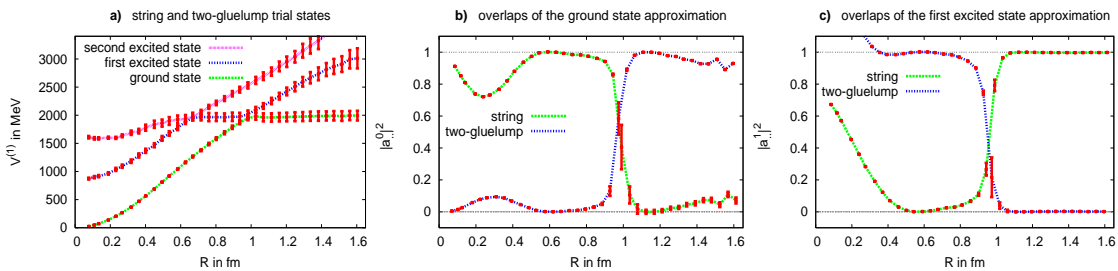 a) string and two-gluelump trial states
V(1) in MeV
3000
2500
2000
1500
1000
500
0
second excited state
first excited state
ground state
0 0.2 0.4 0.6 0.8 1 1.2 1.4 1.6
R in fm
b) overlaps of the ground state approximation
|a0..|2
1
0.8
0.6
0.4
0.2
0
string
two-gluelump
0 0.2 0.4 0.6 0.8 1 1.2 1.4 1.6
R in fm
c) overlaps of the first excited state approximation
|a1..|2
1
0.8
0.6
0.4
0.2
0
string
two-gluelump
0 0.2 0.4 0.6 0.8 1 1.2 1.4 1.6
R in fm